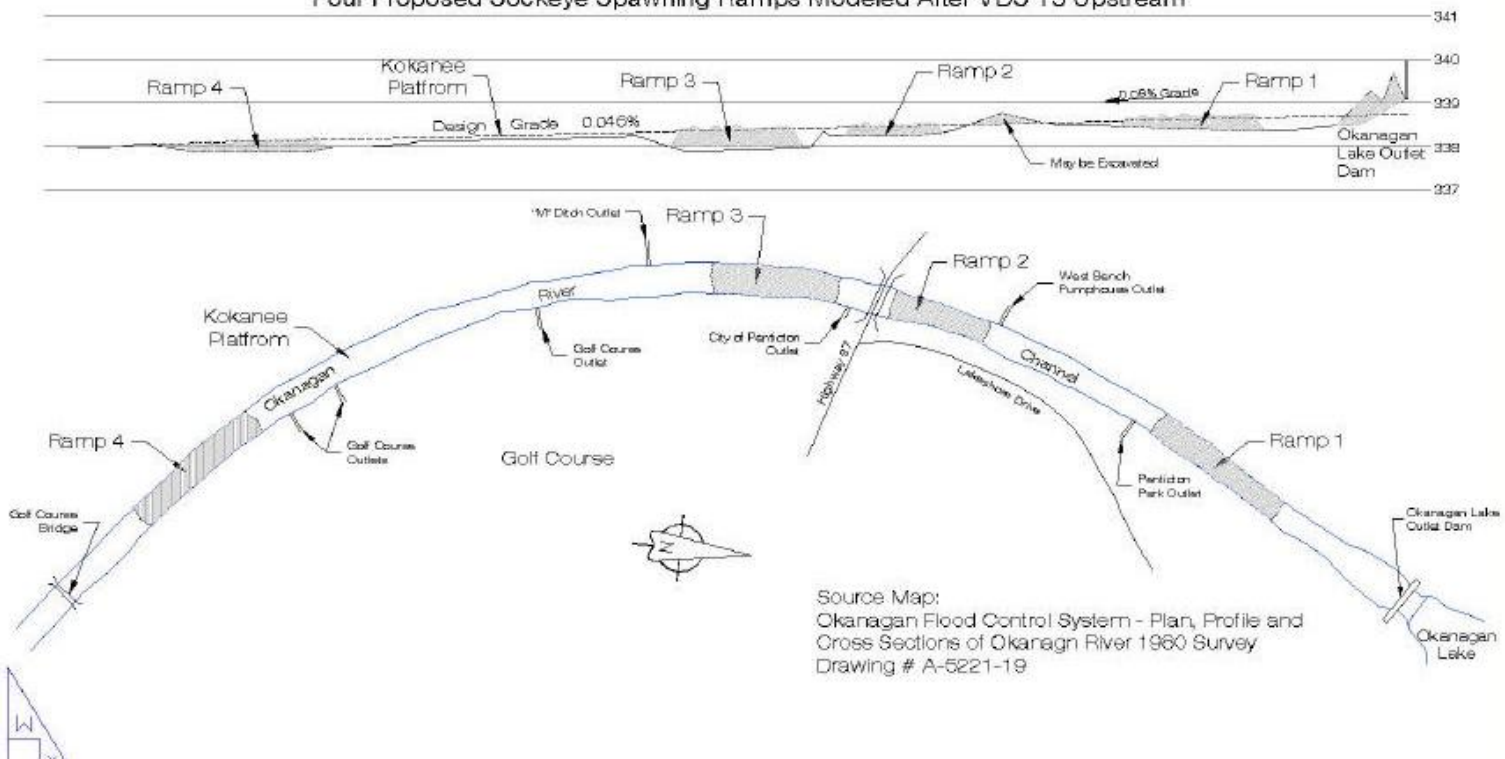 Four Proposed Sockeye Spawning Ramps Modeled After VDS 13 Upstream
341
340
Ramp 4
Kokanee
Platfrom
Ramp 3
Ramp 2
Ramp 1
0.08% Grade
339
Design Grade 0.046%
Okanagan
Lake Outlet
Dam
338
May be Excavated
337
"M" Ditch Outlet
Ramp 3
Ramp 2
West Bench
Pumphouse Outlet
River
Kokanee
Platfrom
Golf Course
Outlet
City of Penticton
Outlet
Highway 97
Channel
Lakeshore Drive
Okanagan
Ramp 4
Golf Course
Outlets
Golf Course
Ramp 1
Penticton
Park Outlet
Golf Course
Bridge
Okanagan Lake
Outlet Dam
N
Source Map:
Okanagan Flood Control System - Plan, Profile and
Cross Sections of Okanagn River 1980 Survey
Drawing # A-5221-19
Okanagan
Lake